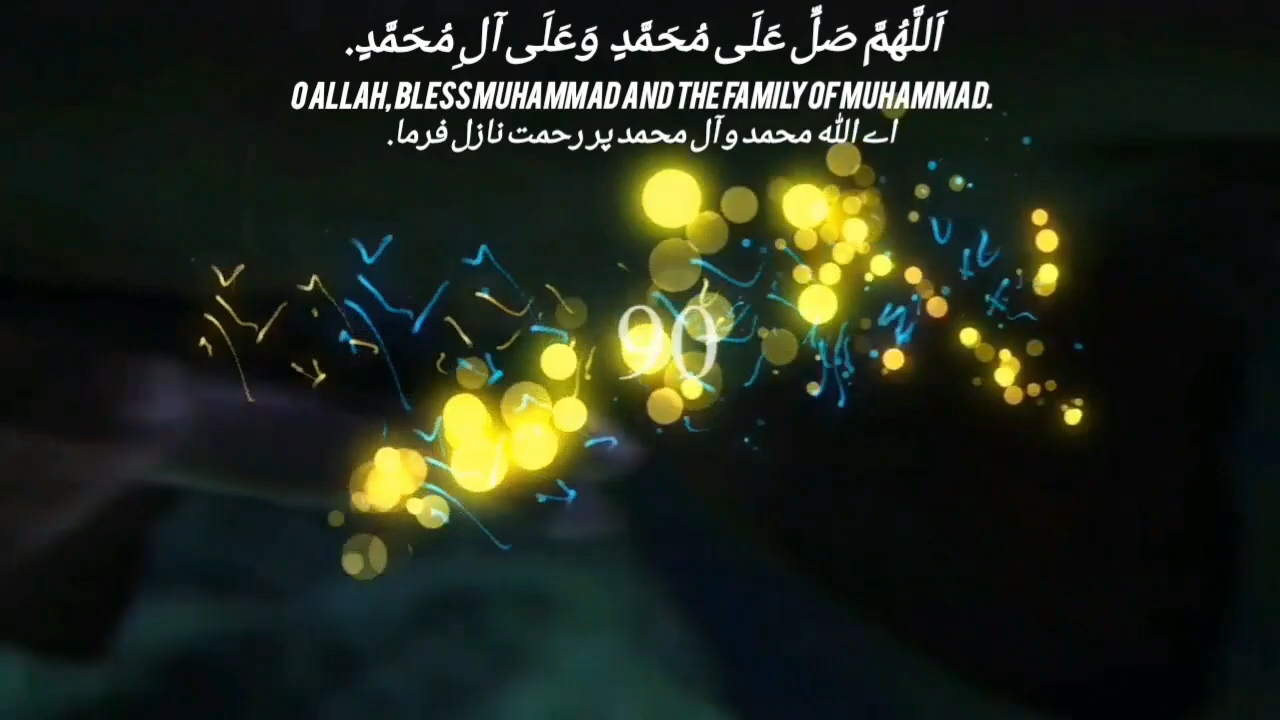 اَللَّهُمَّ صَلِّ عَلَى مُحَمَّدٍ وَعَلَى آلِ مُحَمَّدٍ.
O ALLAH, BLESS MUHAMMAD AND THE FAMILY OF MUHAMMAD.
اے اللہ محمد و آل محمد پر رحمت نازل فرما.
90